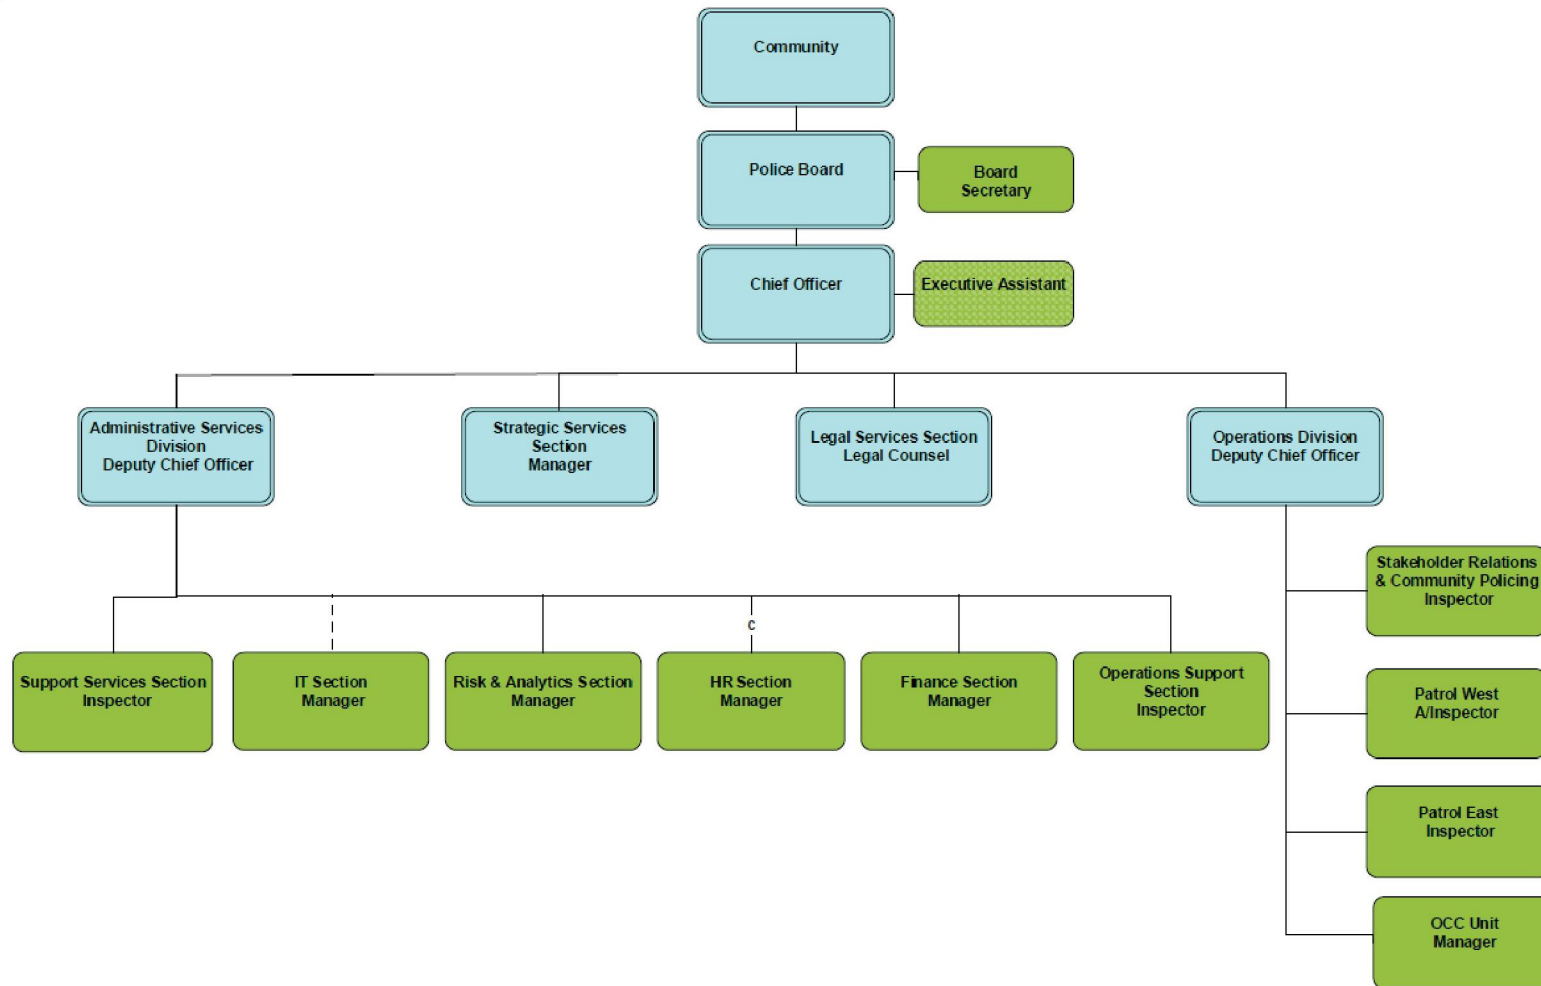 Community
Police Board
Board
Secretary
Chief Officer
Executive Assistant
Administrative Services
Division
Deputy Chief Officer
Strategic Services
Section
Manager
Legal Services Section
Legal Counsel
Operations Division
Deputy Chief Officer
Stakeholder Relations
& Community Policing
Inspector
C
Support Services Section
Inspector
IT Section
Manager
Risk & Analytics Section
Manager
HR Section
Manager
Finance Section
Manager
Operations Support
Section
Inspector
Patrol West
A/Inspector
Patrol East
Inspector
OCC Unit
Manager